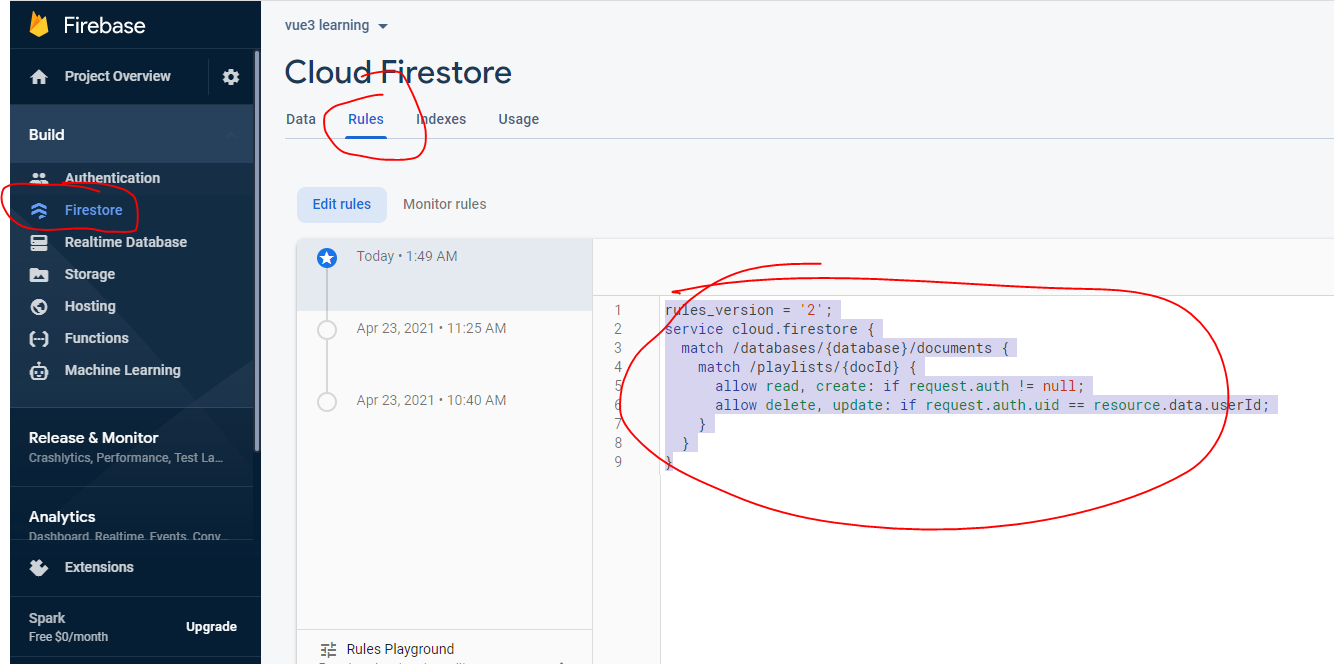 Firebase
Project Overview
Build
Authentication
Firestore
Realtime Database
Storage
Hosting
Functions
Machine Learning
Release & Monitor
Crashlytics, Performance, Test La...
Analytics
Dashboard, Realtime, Events, Conv...
Extensions
Spark
Free $0/month
Upgrade
vue3 learning
Cloud Firestore
Data Rules Indexes Usage
Edit rules Monitor rules
Today • 1:49 AM
Apr 23, 2021 • 11:25 AM
Apr 23, 2021 • 10:40 AM
1 rules_version = '2';
2 service cloud.firestore {
3 match /databases/{database}/documents {
4 match /playlists/{docId} {
5 allow read, create: if request.auth != null;
6 allow delete, update: if request.auth.uid == resource.data.userId;
7 }
8 }
9 }
Rules Playground